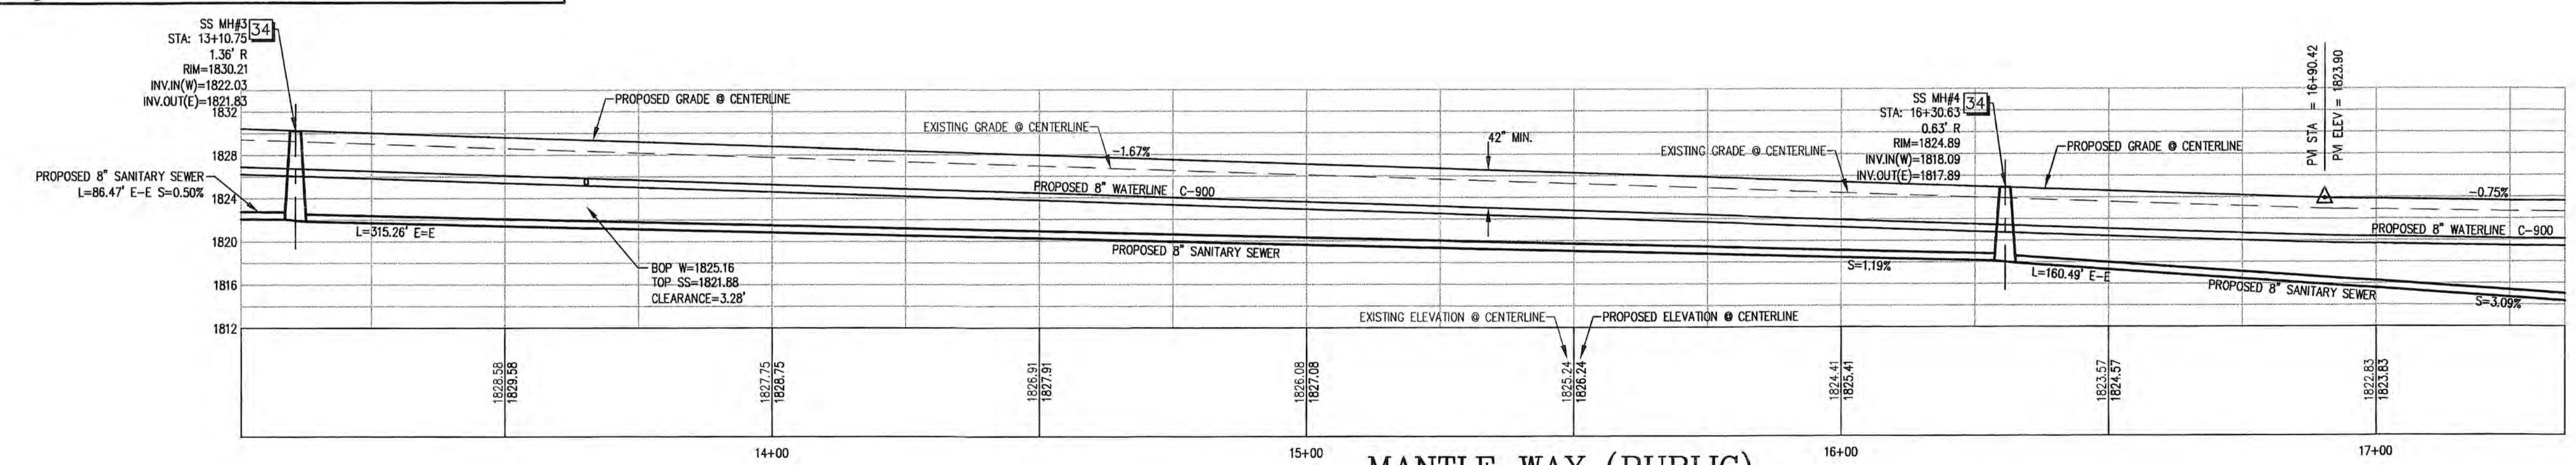 SS MH#3
34
STA: 13+10.75
1.36' R
RIM=1830.21
INV.IN(W)=1822.03
INV.OUT(E)=1821.83
1832
1828
1824
1820
1816
1812
PROPOSED 8" SANITARY SEWER
L=86.47' E-E S=0.50%
PROPOSED GRADE @ CENTERLINE
EXISTING GRADE @ CENTERLINE
-1.67%
42" MIN.
PROPOSED 8" WATERLINE C-900
L=315.26' E=E
PROPOSED 8" SANITARY SEWER
BOP W=1825.16
TOP SS=1821.88
CLEARANCE=3.28'
EXISTING GRADE @ CENTERLINE
SS MH#4
34
STA: 16+30.63
0.63' R
RIM=1824.89
INV.IN(W)=1818.09
INV.OUT(E)=1817.89
PROPOSED GRADE @ CENTERLINE
PVI STA = 16+90.42
PVI ELEV = 1823.90
-0.75%
PROPOSED 8" WATERLINE C-900
S=1.19%
L=160.49' E-E
PROPOSED 8" SANITARY SEWER
S=3.09%
EXISTING ELEVATION @ CENTERLINE
PROPOSED ELEVATION @ CENTERLINE
1828.58
1829.58
1827.75
1828.75
1826.91
1827.91
1826.08
1827.08
1825.24
1826.24
1824.41
1825.41
1823.57
1824.57
1822.83
1823.83
14+00
15+00
16+00
17+00
MANTLE WAY (PUBLIC)